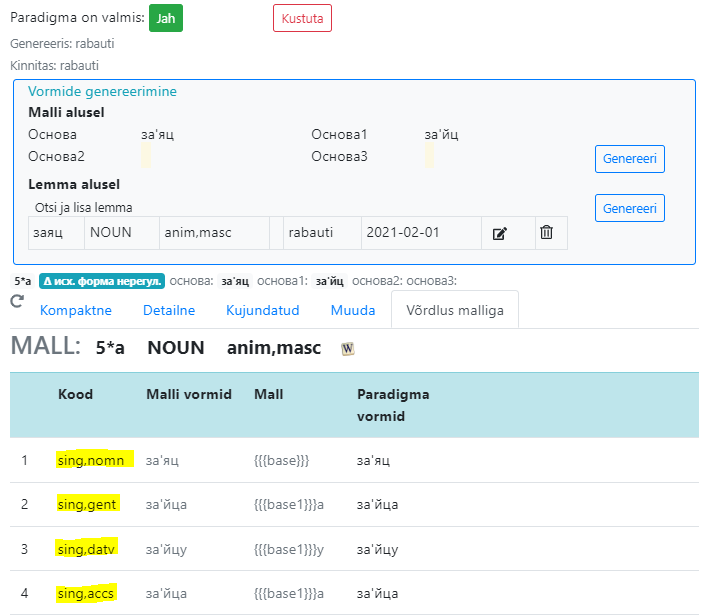 Paradigma on valmis: Jah Kustuta
Genereeris: rabauti
Kinnitas: rabauti
Vormide genereerimine
Malli alusel
Основа за'яц Основа1 за'йц
Основа2 Основа3
Genereeri
Lemma alusel
Otsi ja lisa lemma
Genereeri
заяц NOUN anim,masc rabauti 2021-02-01
5*a Δ исх. форма нерегул. основа: за'яц основа1: за'йц основа2: основа3:
Kompaktne Detailne Kujundatud Muuda Võrdlus malliga
MALL: 5*a NOUN anim,masc W
Kood Malli vormid Mall Paradigma vormid
1 sing,nomn за'яц {{{base}}} за'яц
2 sing,gent за'йца {{{base1}}}а за'йца
3 sing,datv за'йцу {{{base1}}}у за'йцу
4 sing,accs за'йца {{{base1}}}а за'йца